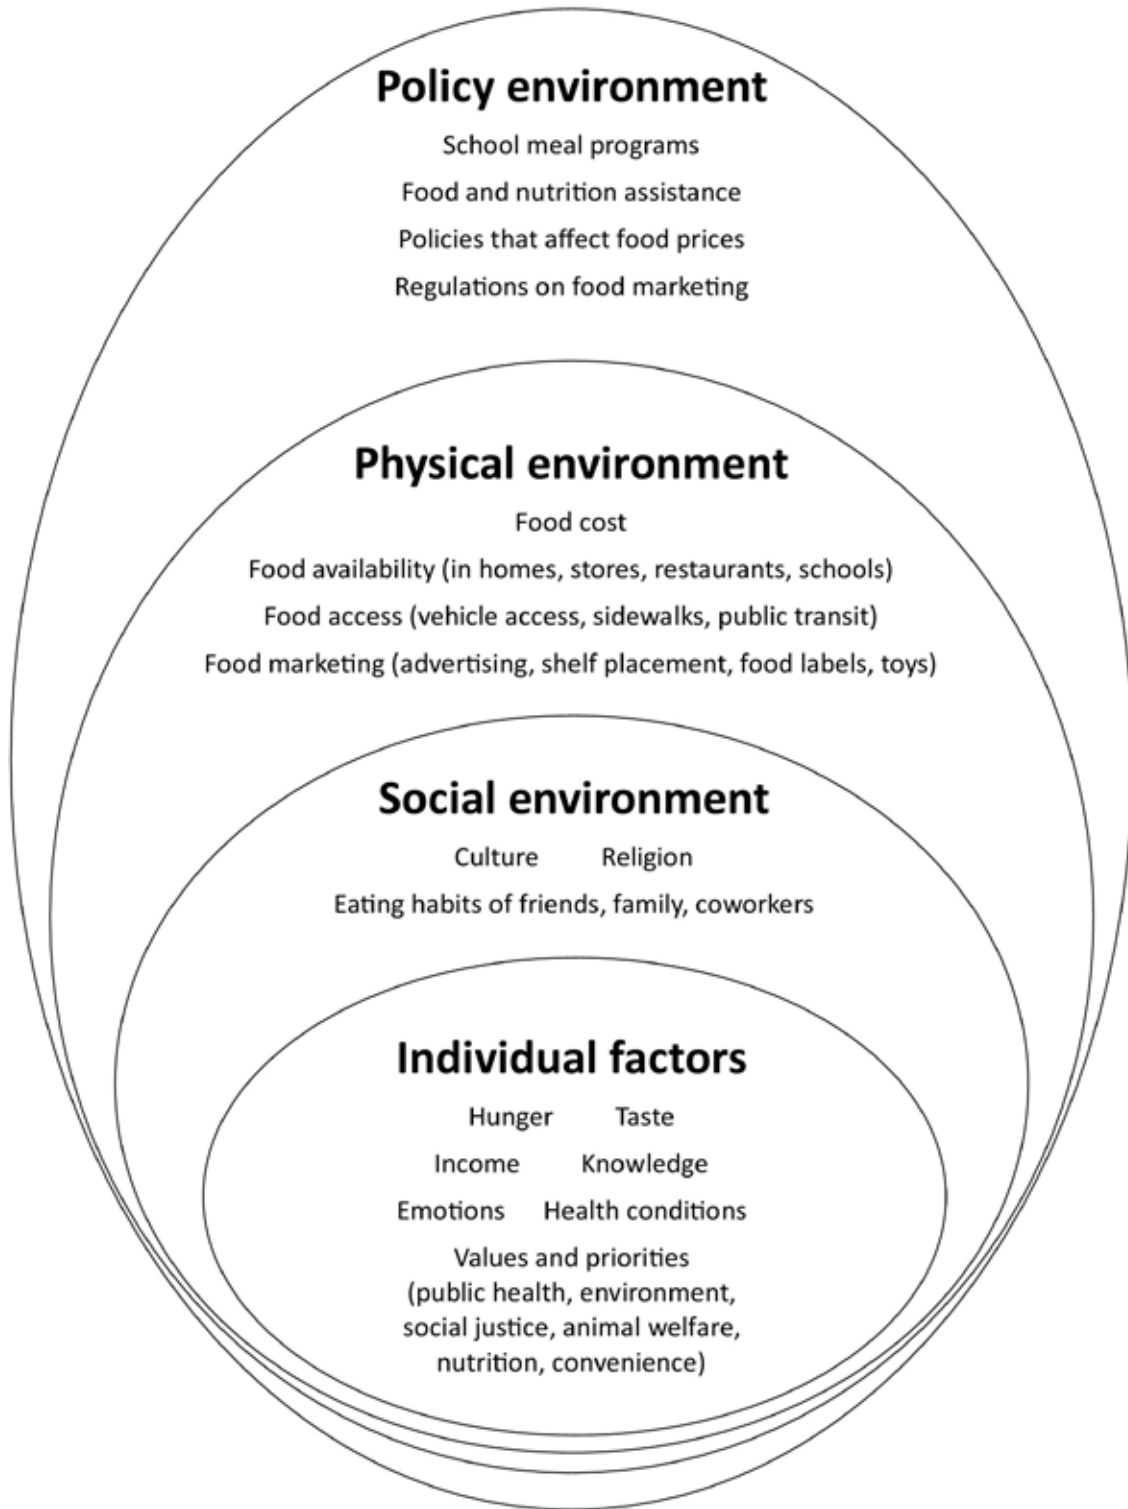 Policy environment
School meal programs
Food and nutrition assistance
Policies that affect food prices
Regulations on food marketing
Physical environment
Food cost
Food availability (in homes, stores, restaurants, schools)
Food access (vehicle access, sidewalks, public transit)
Food marketing (advertising, shelf placement, food labels, toys)
Social environment
Culture Religion
Eating habits of friends, family, coworkers
Individual factors
Hunger Taste
Income Knowledge
Emotions Health conditions
Values and priorities
(public health, environment,
social justice, animal welfare,
nutrition, convenience)